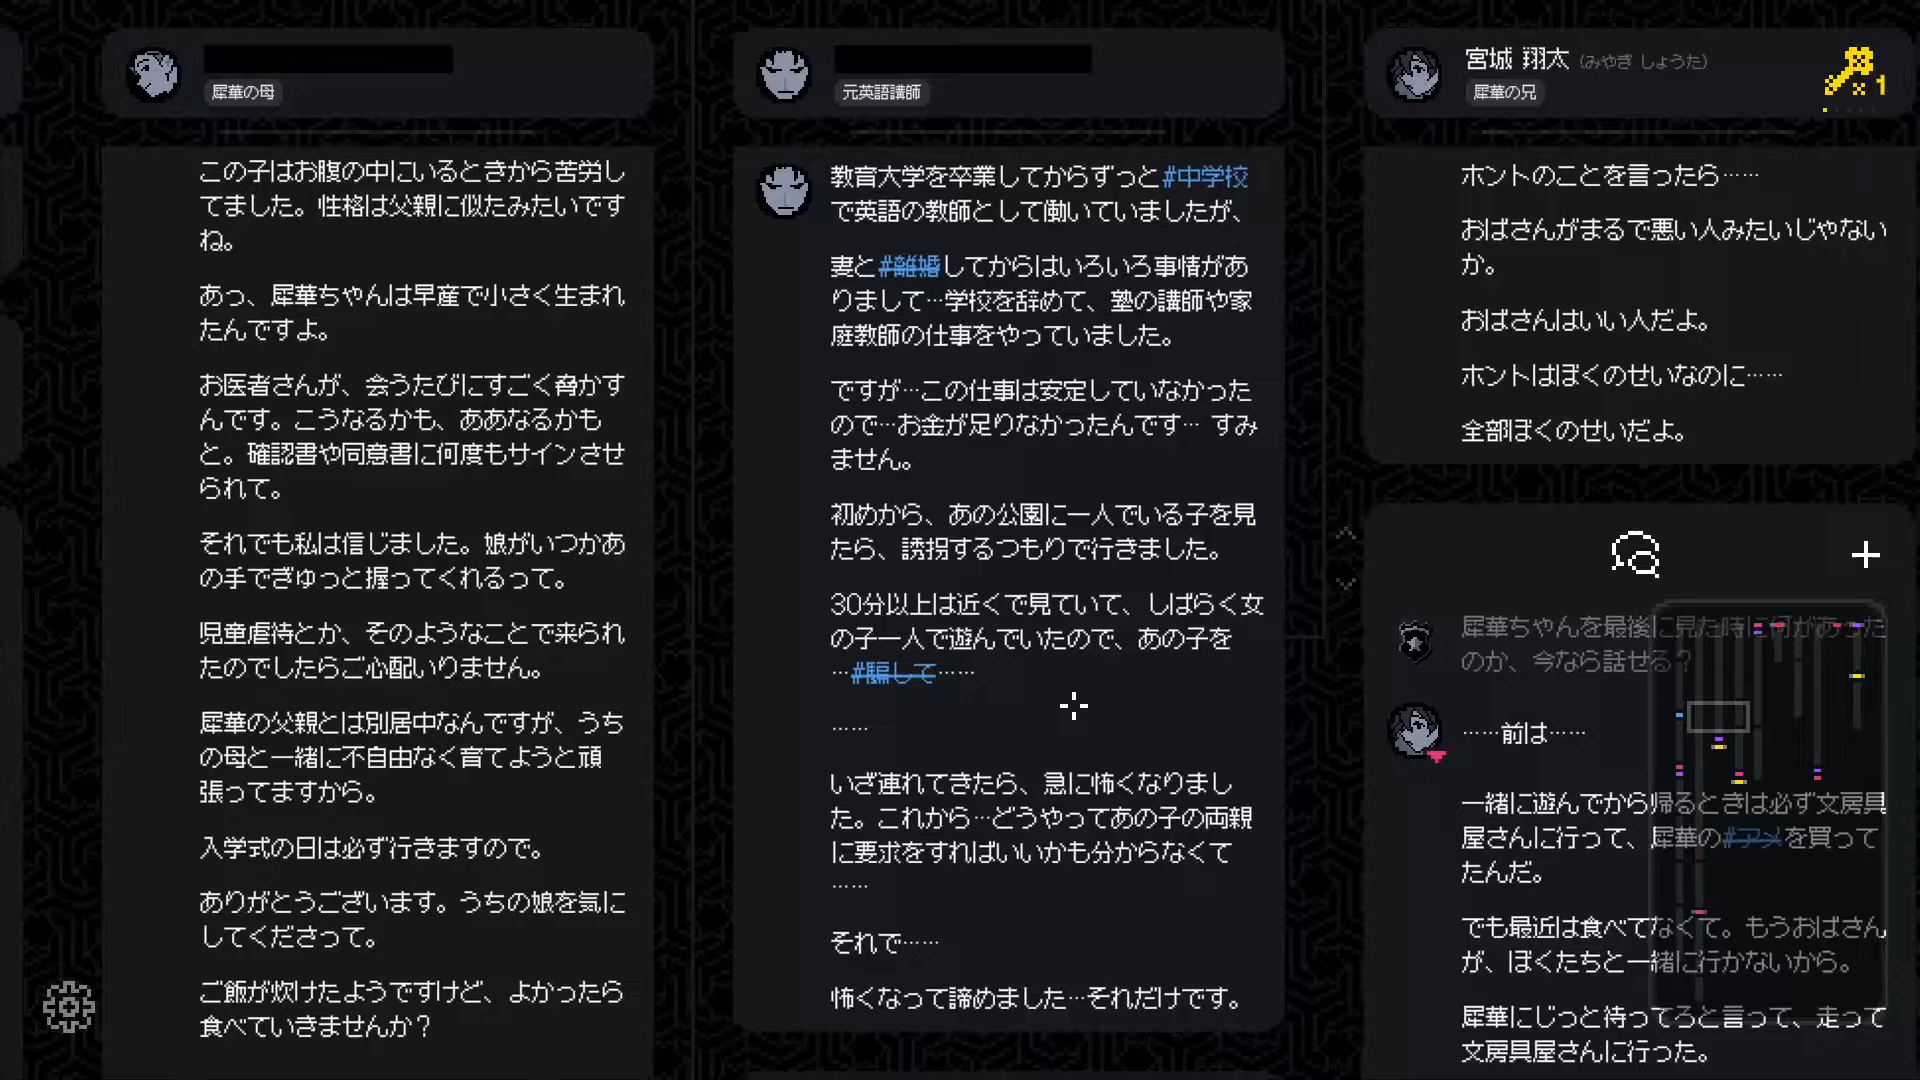 犀華の母
この子はお腹の中にいるときから苦労し
てました。性格は父親に似たみたいです
ね。
あっ、犀華ちゃんは早産で小さく生まれ
たんですよ。
お医者さんが、会うたびにすごく脅かす
んです。こうなるかも、ああなるかも
と。確認書や同意書に何度もサインさせ
られて。
それでも私は信じました。娘がいつかあ
の手でぎゅっと握ってくれるって。
児童虐待とか、そのようなことで来られ
たのでしたらご心配いりません。
犀華の父親とは別居中なんですが、うち
の母と一緒に不自由なく育てようと頑
張ってますから。
入学式の日は必ず行きますので。
ありがとうございます。うちの娘を気に
してくださって。
ご飯が炊けたようですけど、よかったら
食べていきませんか？
元英語講師
教育大学を卒業してからずっと#中学校
で英語の教師として働いていましたが、
妻と#離婚してからはいろいろ事情があ
りまして…学校を辞めて、塾の講師や家
庭教師の仕事をやっていました。
ですが…この仕事は安定していなかった
ので…お金が足りなかったんです… すみ
ません。
初めから、あの公園に一人でいる子を見
たら、誘拐するつもりで行きました。
30分以上は近くで見ていて、しばらく女
の子一人で遊んでいたので、あの子を
…#騙して……
……
いざ連れてきたら、急に怖くなりまし
た。これから…どうやってあの子の両親
に要求をすればいいかも分からなくて
……
それで……
怖くなって諦めました…それだけです。
宮城 翔太 (みやぎ しょうた)
犀華の兄
1
ホントのことを言ったら……
おばさんがまるで悪い人みたいじゃない
か。
おばさんはいい人だよ。
ホントはぼくのせいなのに……
全部ぼくのせいだよ。
犀華ちゃんを最後に見た時に何があった
のか、今なら話せる？
……前は……
一緒に遊んでから帰るときは必ず文房具
屋さんに行って、犀華の#アメを買って
たんだ。
でも最近は食べてなくて。もうおばさん
が、ぼくたちと一緒に行かないから。
犀華にじっと待ってろと言って、走って
文房具屋さんに行った。